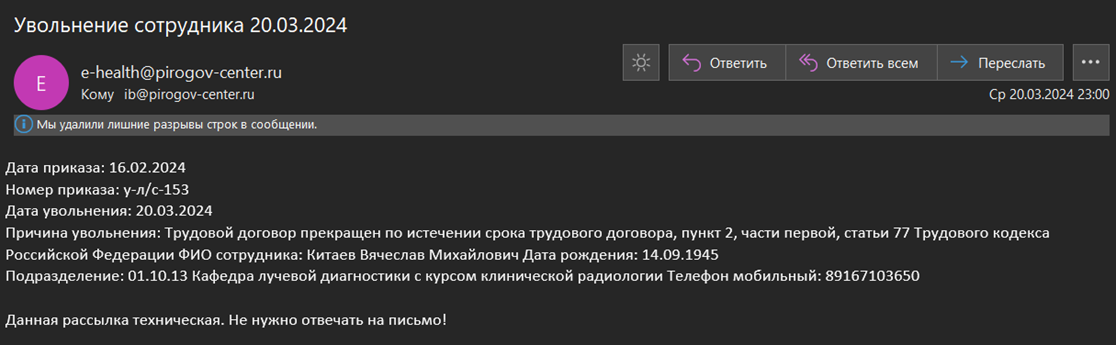 Увольнение сотрудника 20.03.2024
E
e-health@pirogov-center.ru
Кому ib@pirogov-center.ru
Ответить
Ответить всем
Переслать
Ср 20.03.2024 23:00
Мы удалили лишние разрывы строк в сообщении.
Дата приказа: 16.02.2024
Номер приказа: у-л/с-153
Дата увольнения: 20.03.2024
Причина увольнения: Трудовой договор прекращен по истечении срока трудового договора, пункт 2, части первой, статьи 77 Трудового кодекса
Российской Федерации ФИО сотрудника: Китаев Вячеслав Михайлович Дата рождения: 14.09.1945
Подразделение: 01.10.13 Кафедра лучевой диагностики с курсом клинической радиологии Телефон мобильный: 89167103650
Данная рассылка техническая. Не нужно отвечать на письмо!